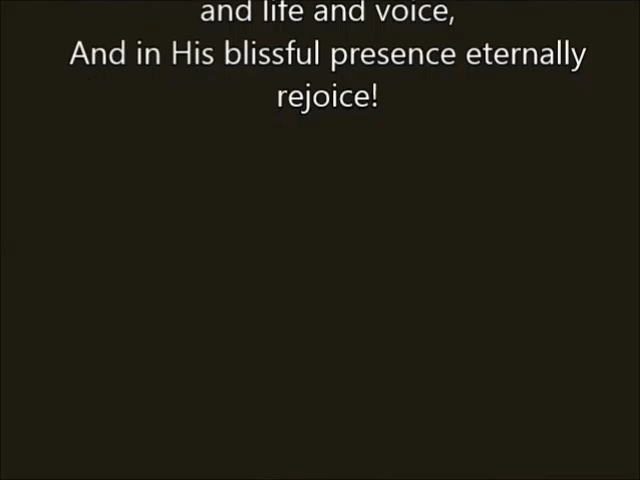 and life and voice,
And in His blissful presence eternally
rejoice!